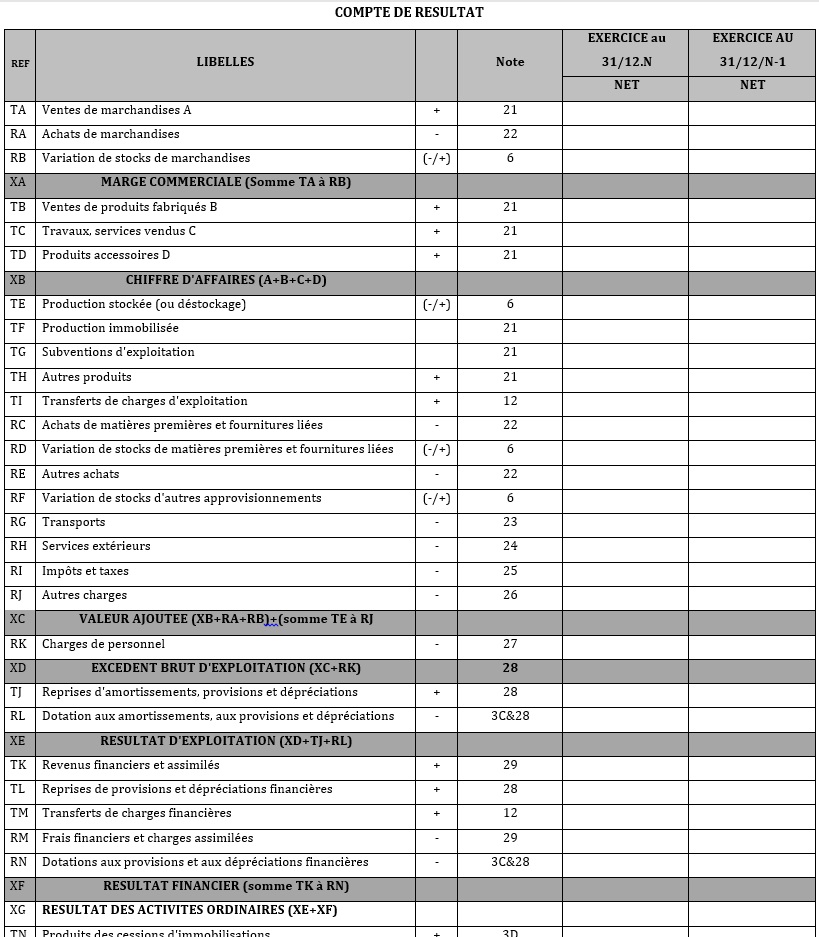 COMPTE DE RESULTAT
REF LIBELLES Note EXERCICE au 31/12.N EXERCICE AU 31/12/N-1
NET NET
TA Ventes de marchandises A + 21
RA Achats de marchandises - 22
RB Variation de stocks de marchandises (-/+) 6
XA MARGE COMMERCIALE (Somme TA à RB)
TB Ventes de produits fabriqués B + 21
TC Travaux, services vendus C + 21
TD Produits accessoires D + 21
XB CHIFFRE D'AFFAIRES (A+B+C+D)
TE Production stockée (ou déstockage) (-/+) 6
TF Production immobilisée 21
TG Subventions d'exploitation 21
TH Autres produits + 21
TI Transferts de charges d'exploitation + 12
RC Achats de matières premières et fournitures liées - 22
RD Variation de stocks de matières premières et fournitures liées (-/+) 6
RE Autres achats - 22
RF Variation de stocks d'autres approvisionnements (-/+) 6
RG Transports - 23
RH Services extérieurs - 24
RI Impôts et taxes - 25
RJ Autres charges - 26
XC VALEUR AJOUTEE (XB+RA+RB)+(somme TE à RJ
RK Charges de personnel - 27
XD EXCEDENT BRUT D'EXPLOITATION (XC+RK) 28
TJ Reprises d'amortissements, provisions et dépréciations + 28
RL Dotation aux amortissements, aux provisions et dépréciations - 3C&28
XE RESULTAT D'EXPLOITATION (XD+TJ+RL)
TK Revenus financiers et assimilés + 29
TL Reprises de provisions et dépréciations financières + 28
TM Transferts de charges financières + 12
RM Frais financiers et charges assimilées - 29
RN Dotations aux provisions et aux dépréciations financières - 3C&28
XF RESULTAT FINANCIER (somme TK à RN)
XG RESULTAT DES ACTIVITES ORDINAIRES (XE+XF)
TN Produits des cessions d'immobilisations + 3D